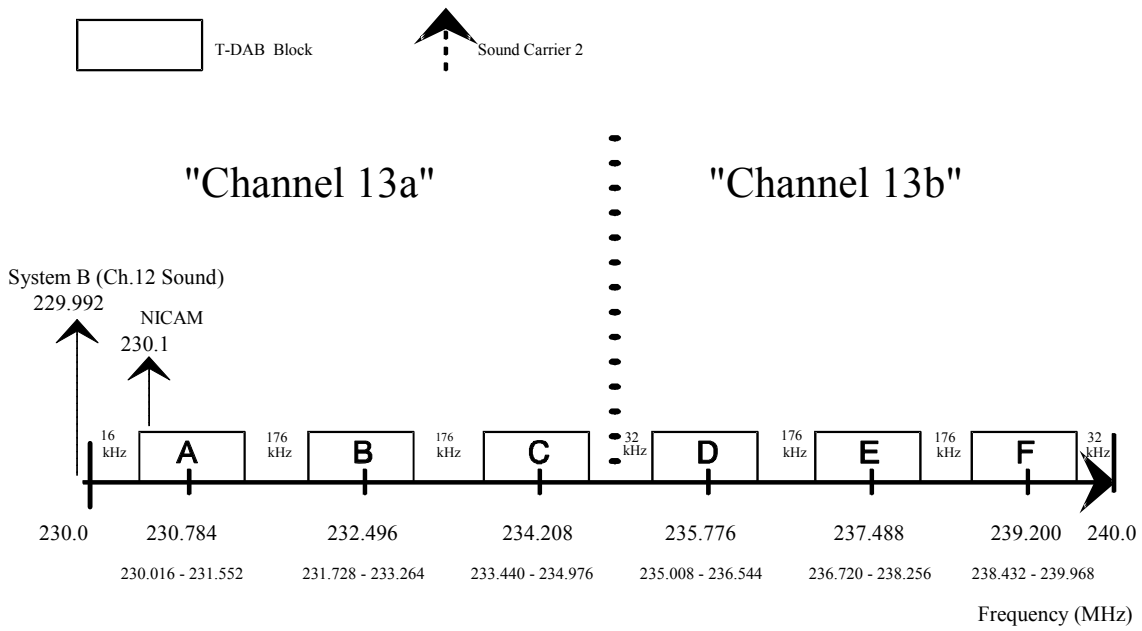 T-DAB Block
Sound Carrier 2
"Channel 13a"
"Channel 13b"
System B (Ch.12 Sound)
229.992
NICAM
230.1
16 kHz
A
176 kHz
B
176 kHz
C
32 kHz
D
176 kHz
E
176 kHz
F
32 kHz
230.0 230.784 232.496 234.208 235.776 237.488 239.200 240.0
230.016 - 231.552 231.728 - 233.264 233.440 - 234.976 235.008 - 236.544 236.720 - 238.256 238.432 - 239.968
Frequency (MHz)